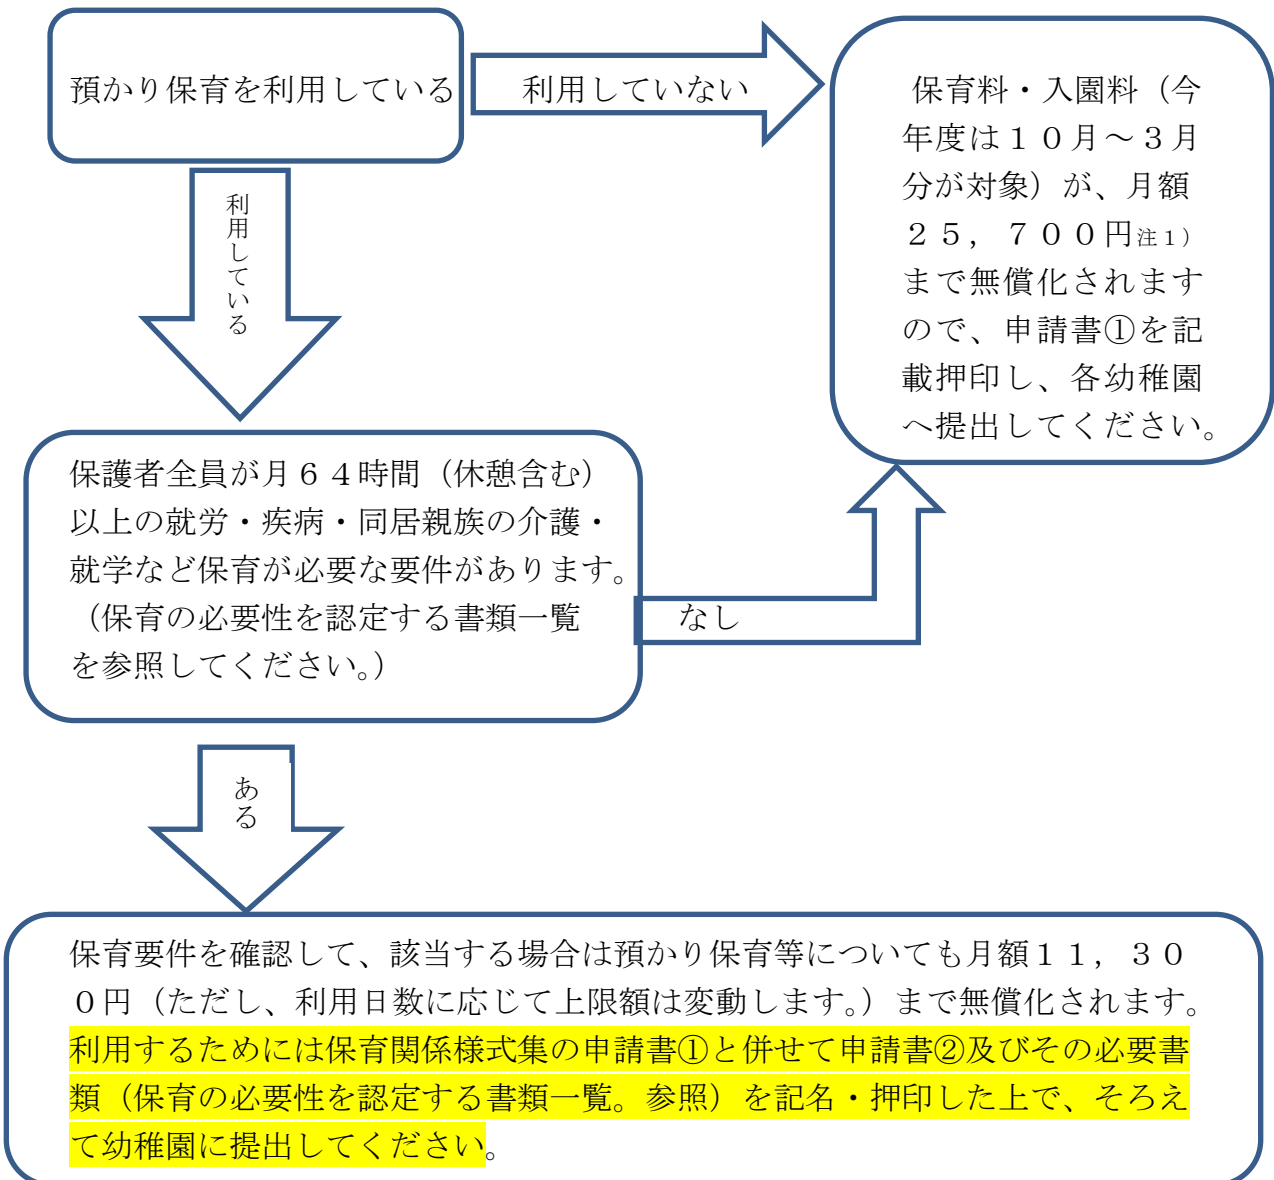 預かり保育を利用している
利用していない
保育料・入園料（今
年度は１０月～３月
分が対象）が、月額
２５，７００円注１）
まで無償化されます
ので、申請書①を記
載押印し、各幼稚園
へ提出してください。
利用している
保護者全員が月６４時間（休憩含む）
以上の就労・疾病・同居親族の介護・
就学など保育が必要な要件があります。
（保育の必要性を認定する書類一覧
を参照してください。）
なし
ある
保育要件を確認して、該当する場合は預かり保育等についても月額１１，３０
０円（ただし、利用日数に応じて上限額は変動します。）まで無償化されます。
利用するためには保育関係様式集の申請書①と併せて申請書②及びその必要書
類（保育の必要性を認定する書類一覧。参照）を記名・押印した上で、そろえ
て幼稚園に提出してください。